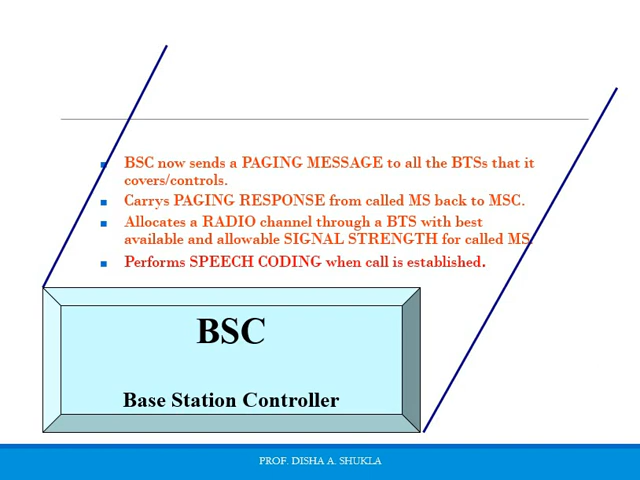 BSC now sends a PAGING MESSAGE to all the BTSs that it
covers/controls.
Carrys PAGING RESPONSE from called MS back to MSC.
Allocates a RADIO channel through a BTS with best
available and allowable SIGNAL STRENGTH for called MS.
Performs SPEECH CODING when call is established.
BSC
Base Station Controller
PROF. DISHA A. SHUKLA